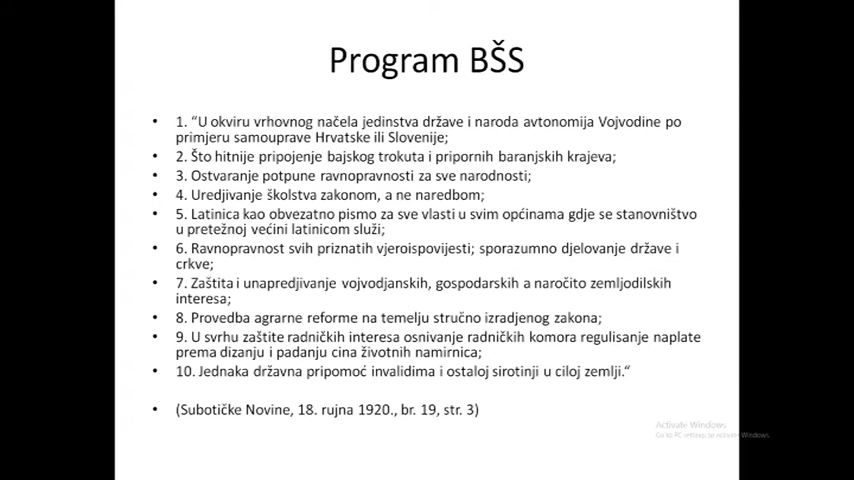 Program BŠS
• 1. “U okviru vrhovnog načela jedinstva države i naroda avtonomija Vojvodine po
primjeru samouprave Hrvatske ili Slovenije;
• 2. Što hitnije pripojenje bajskog trokuta i pripornih baranjskih krajeva;
• 3. Ostvaranje potpune ravnopravnosti za sve narodnosti;
• 4. Uredjivanje školstva zakonom, a ne naredbom;
• 5. Latinica kao obvezatno pismo za sve vlasti u svim općinama gdje se stanovništvo
u pretežnoj većini latinicom služi;
• 6. Ravnopravnost svih priznatih vjeroispovijesti; sporazumno djelovanje države i
crkve;
• 7. Zaštita i unapredjivanje vojvodjanskih, gospodarskih a naročito zemljodilskih
interesa;
• 8. Provedba agrarne reforme na temelju stručno izradjenog zakona;
• 9. U svrhu zaštite radničkih interesa osnivanje radničkih komora regulisanje naplate
prema dizanju i padanju cina životnih namirnica;
• 10. Jednaka državna pripomoć invalidima i ostaloj sirotinji u ciloj zemlji.“
• (Subotičke Novine, 18. rujna 1920., br. 19, str. 3)
Activate Windows
Go to PC settings to activate Windows.